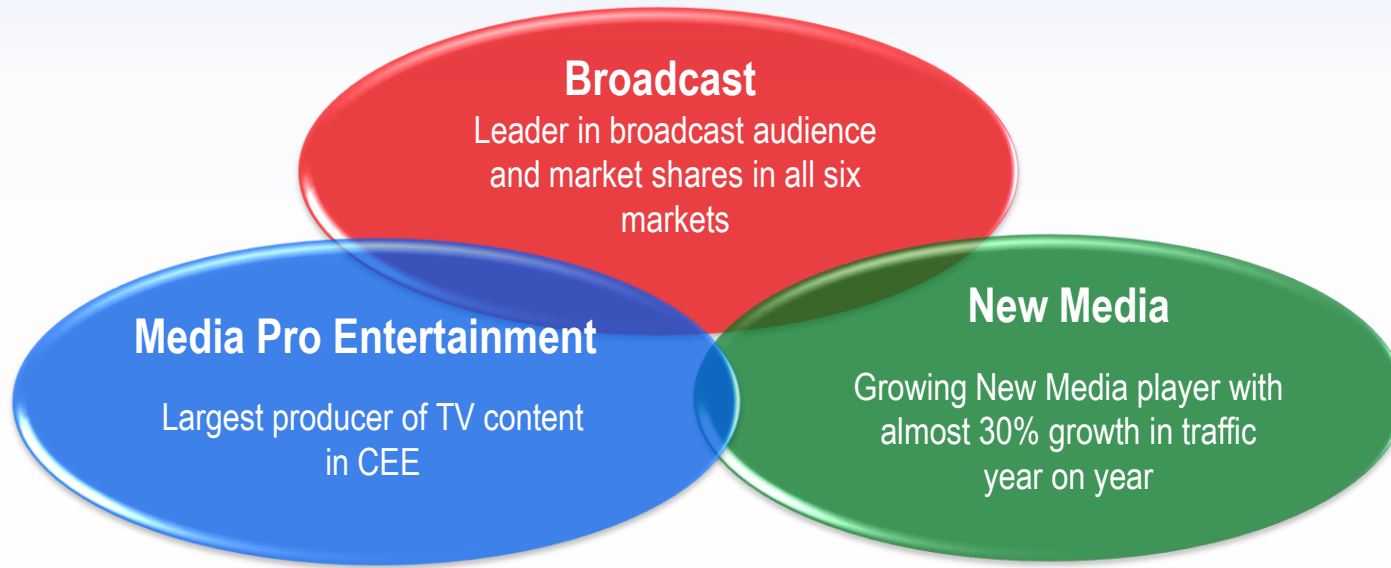 Broadcast
Leader in broadcast audience
and market shares in all six
markets
Media Pro Entertainment
Largest producer of TV content
in CEE
New Media
Growing New Media player with
almost 30% growth in traffic
year on year